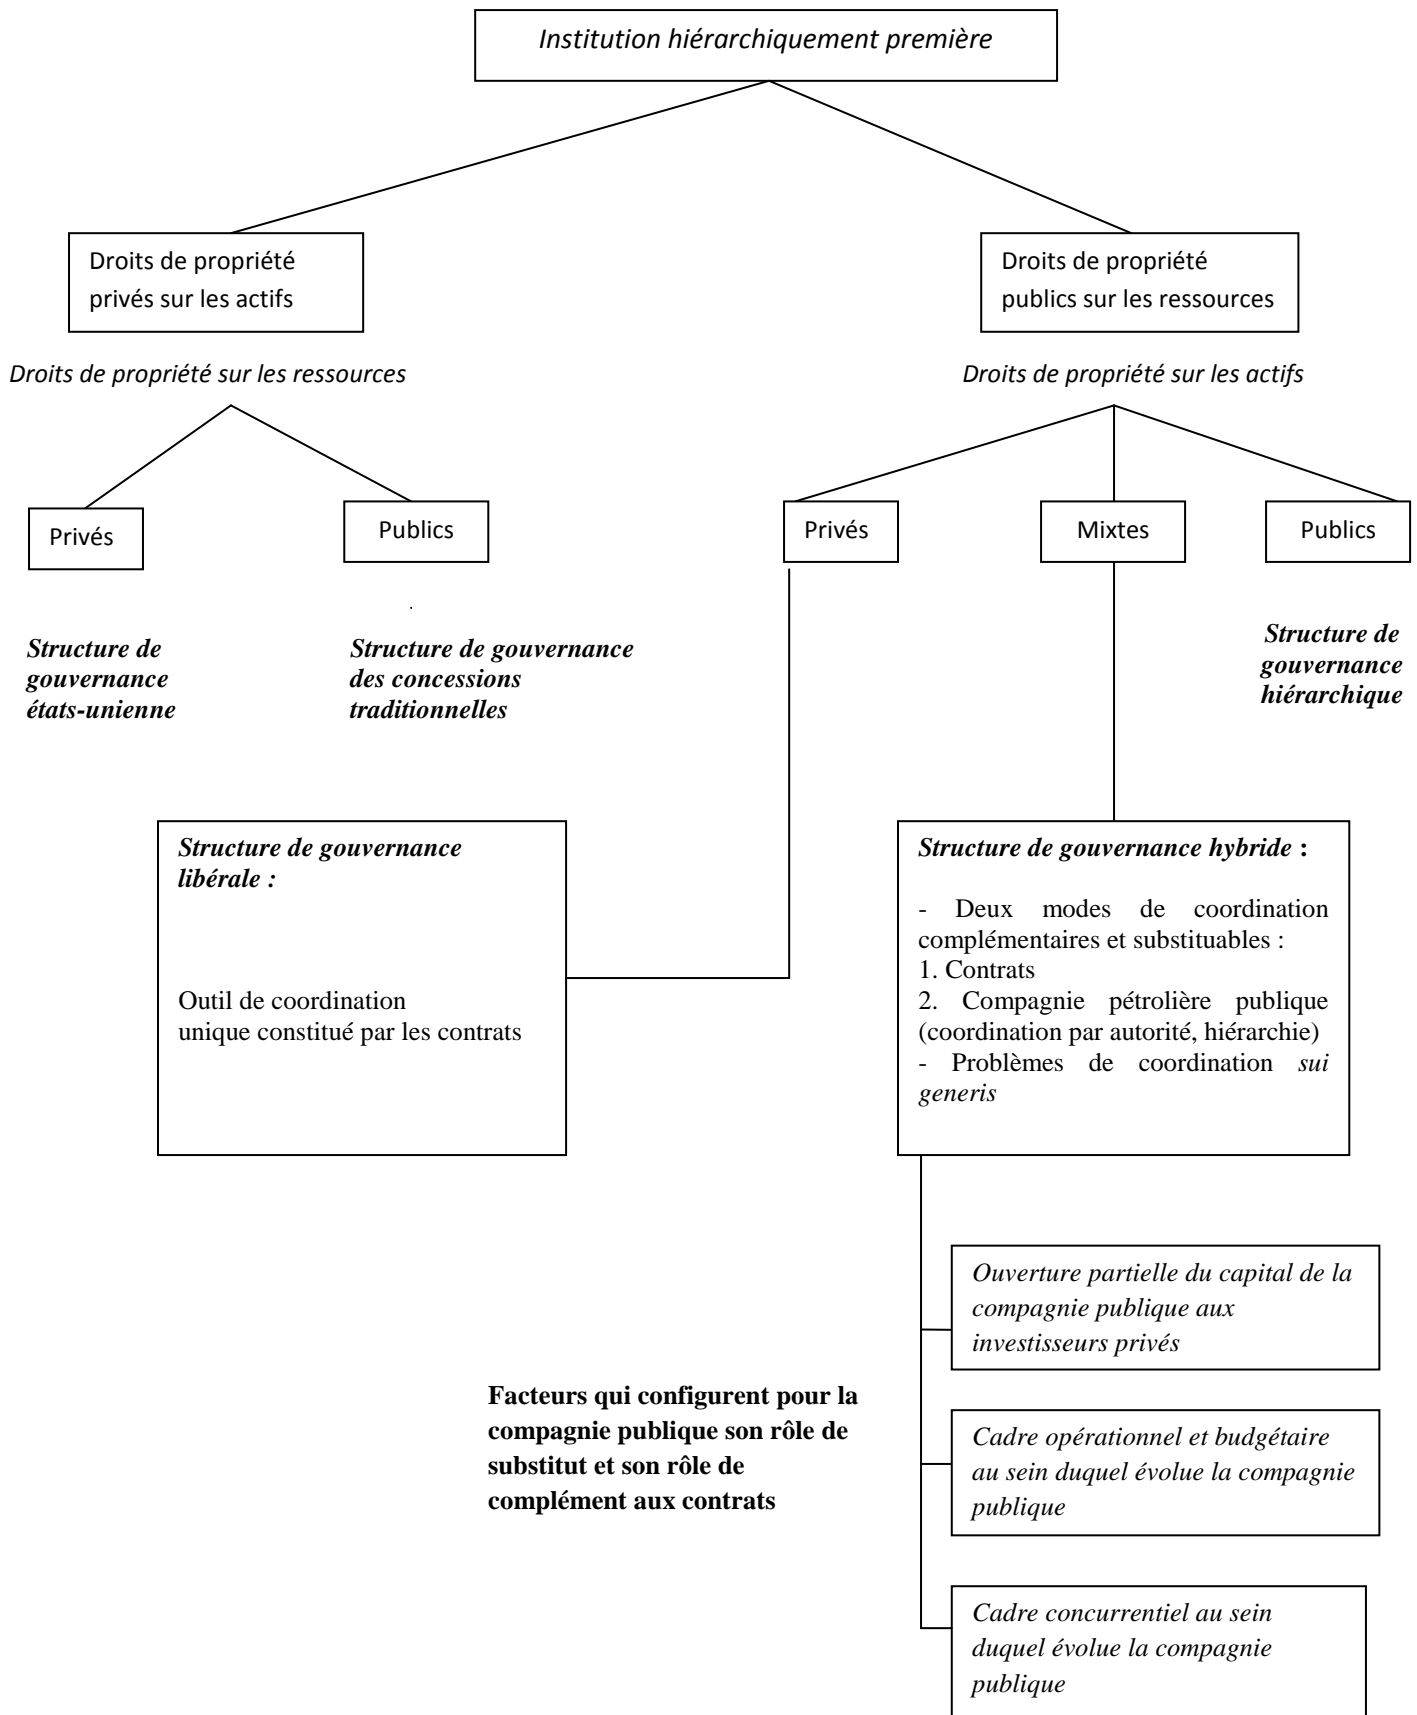 Institution hiérarchiquement première
Droits de propriété
privés sur les actifs
Droits de propriété
publics sur les ressources
Droits de propriété sur les ressources
Droits de propriété sur les actifs
Privés
Publics
Privés
Mixtes
Publics
Structure de
gouvernance
états-unienne
Structure de gouvernance
des concessions
traditionnelles
Structure de
gouvernance
hiérarchique
Structure de gouvernance
libérale :
Outil de coordination
unique constitué par les contrats
Structure de gouvernance hybride :
- Deux modes de coordination
complémentaires et substituables :
1. Contrats
2. Compagnie pétrolière publique
(coordination par autorité, hiérarchie)
- Problèmes de coordination sui
generis
Ouverture partielle du capital de la
compagnie publique aux
investisseurs privés
Facteurs qui configurent pour la
compagnie publique son rôle de
substitut et son rôle de
complément aux contrats
Cadre opérationnel et budgétaire
au sein duquel évolue la compagnie
publique
Cadre concurrentiel au sein
duquel évolue la compagnie
publique